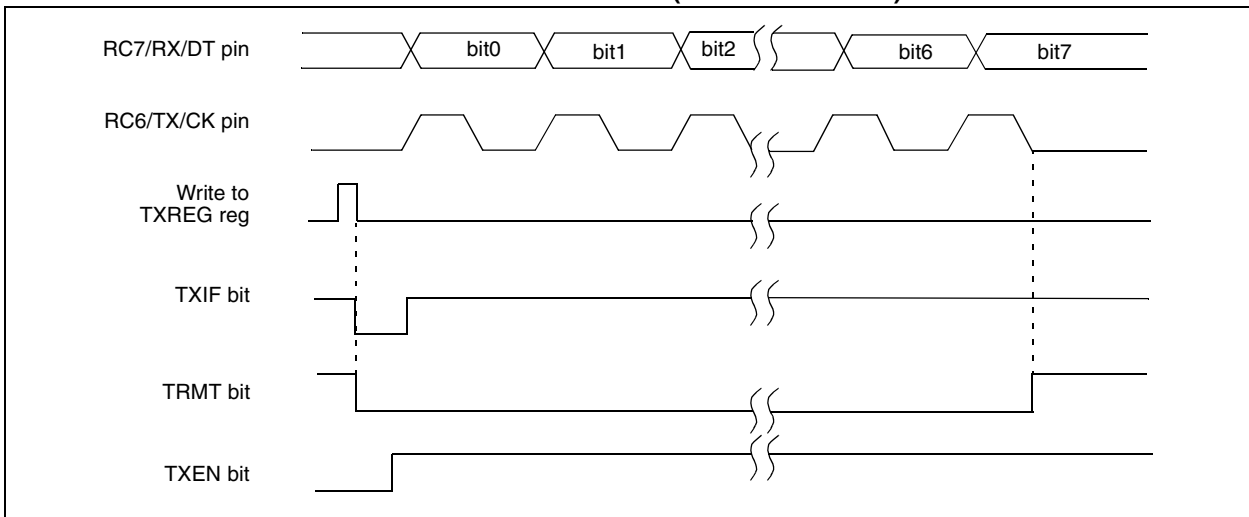 RC7/RX/DT pin
bit0 bit1 bit2 bit6 bit7
RC6/TX/CK pin
Write to
TXREG reg
TXIF bit
TRMT bit
TXEN bit